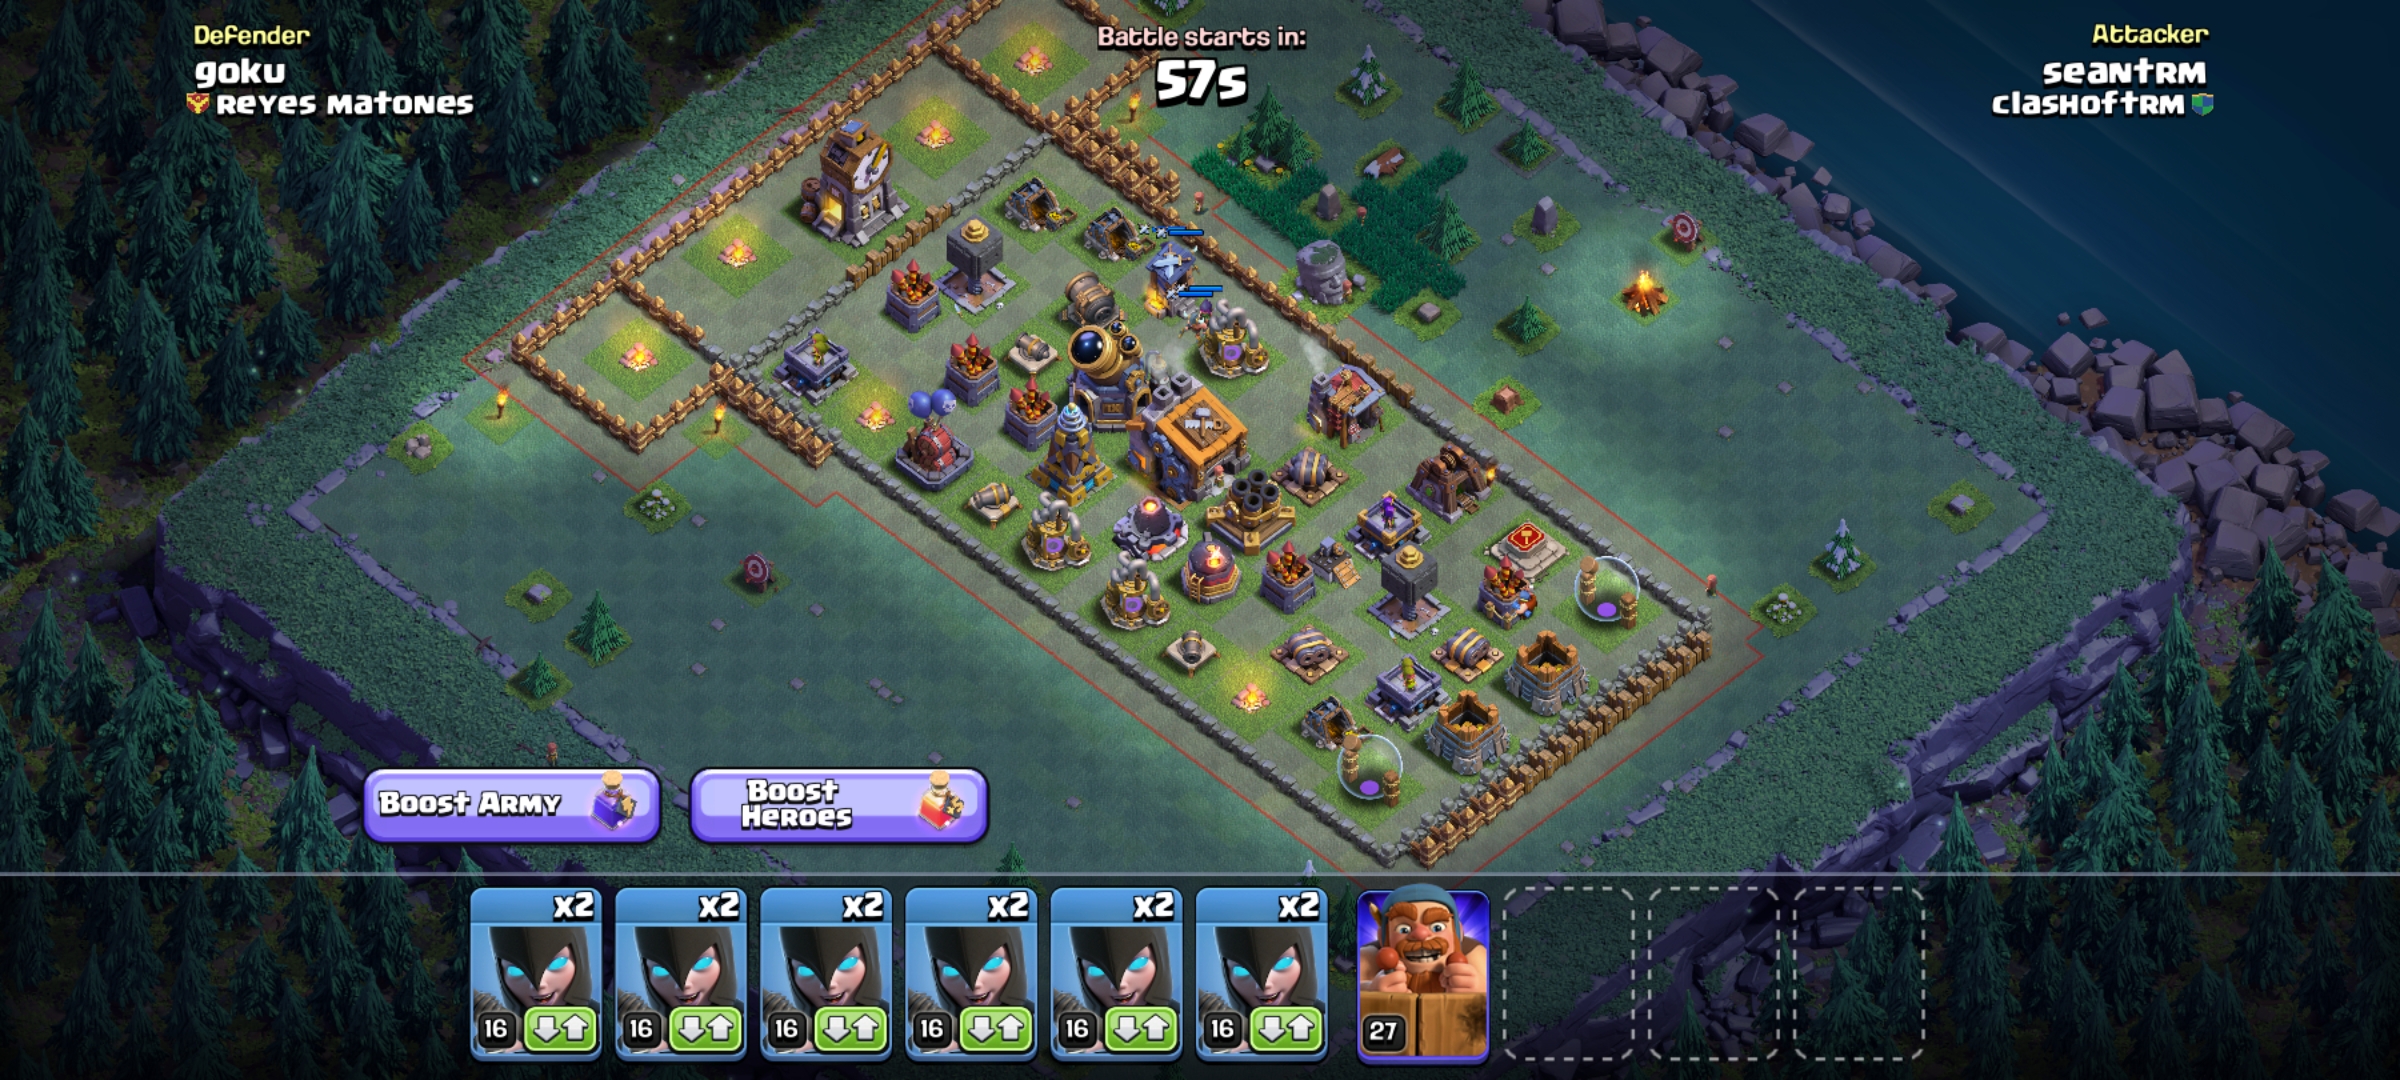 Defender
goku
Reyes Matones
Battle starts in:
57s
Attacker
seantRM
clashoftRM
Boost Army
Boost
Heroes
x2
x2
x2
x2
x2
x2
16
16
16
16
16
16
27